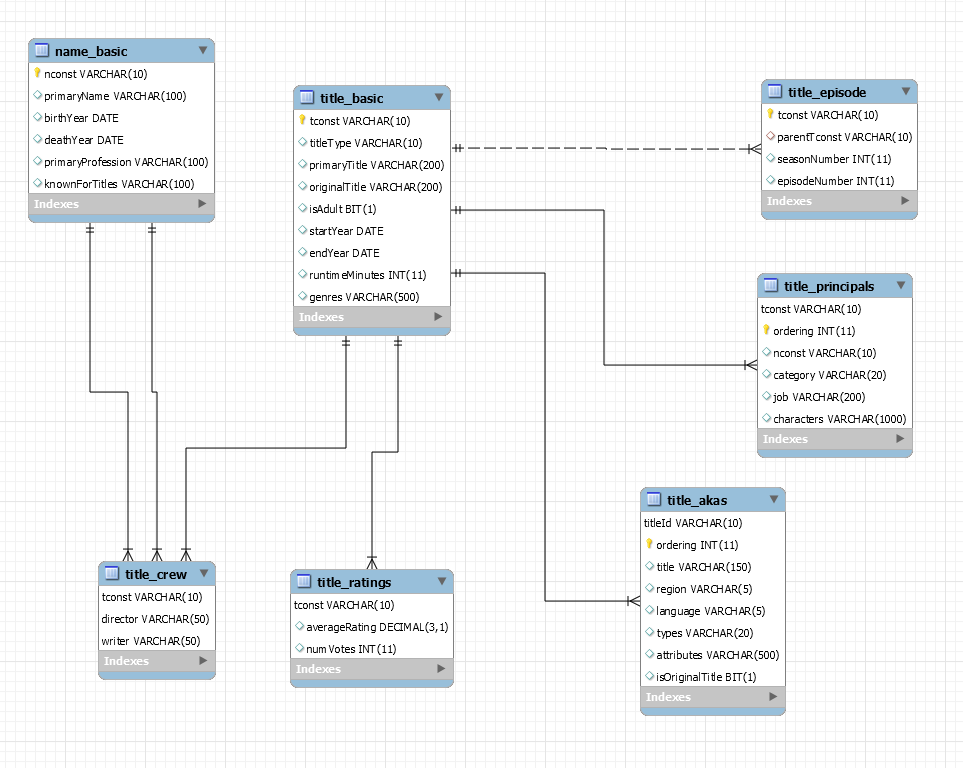 name_basic
nconst VARCHAR(10)
primaryName VARCHAR(100)
birthYear DATE
deathYear DATE
primaryProfession VARCHAR(100)
knownForTitles VARCHAR(100)
Indexes
title_basic
tconst VARCHAR(10)
titleType VARCHAR(10)
primaryTitle VARCHAR(200)
originalTitle VARCHAR(200)
isAdult BIT(1)
startYear DATE
endYear DATE
runtimeMinutes INT(11)
genres VARCHAR(500)
Indexes
title_episode
tconst VARCHAR(10)
parentTconst VARCHAR(10)
seasonNumber INT(11)
episodeNumber INT(11)
Indexes
title_principals
tconst VARCHAR(10)
ordering INT(11)
nconst VARCHAR(10)
category VARCHAR(20)
job VARCHAR(200)
characters VARCHAR(1000)
Indexes
title_akas
titleId VARCHAR(10)
ordering INT(11)
title VARCHAR(150)
region VARCHAR(5)
language VARCHAR(5)
types VARCHAR(20)
attributes VARCHAR(500)
isOriginalTitle BIT(1)
Indexes
title_crew
tconst VARCHAR(10)
director VARCHAR(50)
writer VARCHAR(50)
Indexes
title_ratings
tconst VARCHAR(10)
averageRating DECIMAL(3,1)
numVotes INT(11)
Indexes